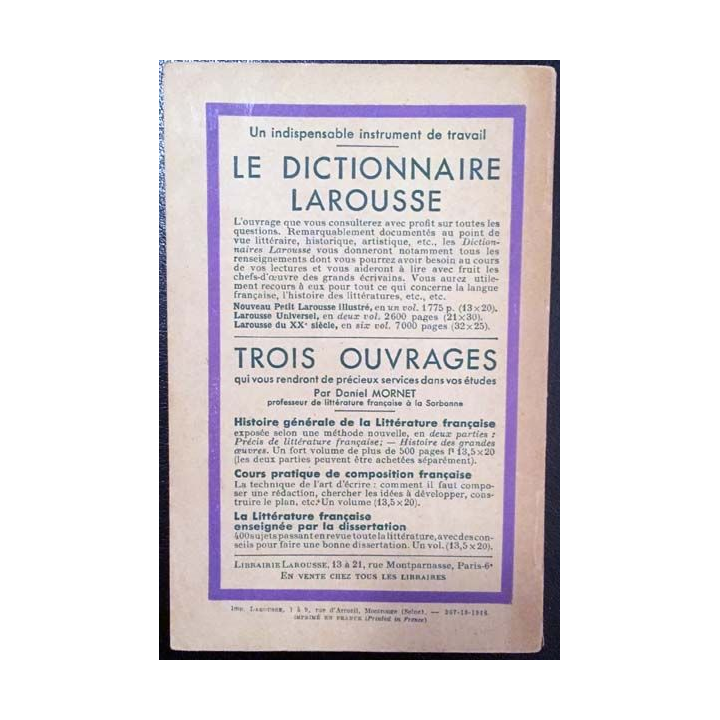 Un indispensable instrument de travail
LE DICTIONNAIRE
LAROUSSE
L'ouvrage que vous consulterez avec profit sur toutes les
questions. Remarquablement documentés au point de
vue littéraire, historique, artistique, etc., les Diction-
naires Larousse vous donneront notamment tous les
renseignements dont vous pourrez avoir besoin au cours
de vos lectures et vous aideront à lire avec fruit les
chefs-d'œuvre des grands écrivains. Vous aurez utile-
ment recours à eux pour tout ce qui concerne la langue
française, l'histoire des littératures, etc., etc.
Nouveau Petit Larousse illustré, en un vol. 1775 p. (13×20).
Larousse Universel, en deux vol. 2600 pages (21×30).
Larousse du XXe siècle, en six vol. 7000 pages (32×25).
TROIS OUVRAGES
qui vous rendront de précieux services dans vos études
Par Daniel MORNET
professeur de littérature française à la Sorbonne
Histoire générale de la Littérature française
exposée selon une méthode nouvelle, en deux parties :
Précis de littérature française; — Histoire des grandes
œuvres. Un fort volume de plus de 500 pages ft 13,5×20
(les deux parties peuvent être achetées séparément).
Cours pratique de composition française
La technique de l'art d'écrire : comment il faut compo-
ser une rédaction, chercher les idées à développer, cons-
truire le plan, etc. Un volume (13,5×20).
La Littérature française
enseignée par la dissertation
400 sujets passant en revue toute la littérature, avec des con-
seils pour faire une bonne dissertation. Un vol. (13,5×20).
LIBRAIRIE LAROUSSE, 13 à 21, rue Montparnasse, Paris-6e
EN VENTE CHEZ TOUS LES LIBRAIRES
Imp. LAROUSSE, 1 à 9, rue d'Arcueil, Montrouge (Seine). —
IMPRIMÉ EN FRANCE (Printed in France)